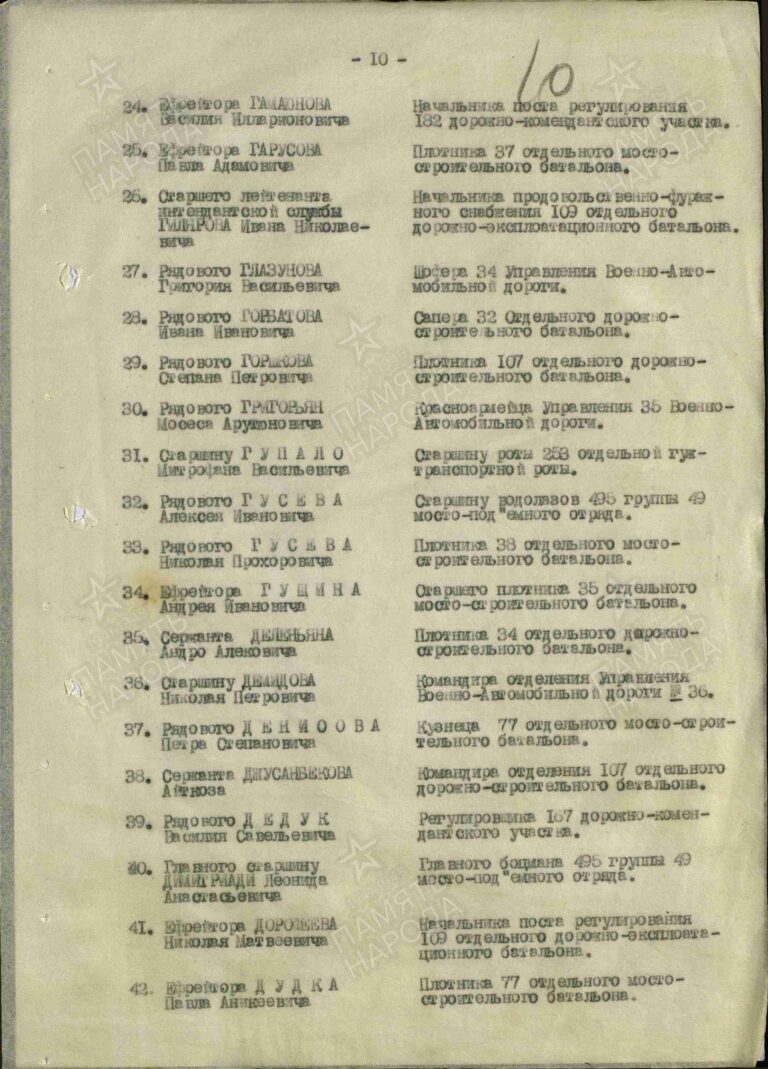 - 10 -
10
24. Ефрейтора
Василия Илларионовича
Начальника поста регулирования
182 дорожно-комендантского участка.
25. Ефрейтора ГАРУСОВА
Павла Адамовича
Плотника 37 отдельного мосто-
строительного батальона.
26. Старшего лейтенанта
интендантской службы
ГИЛЯРОВА Ивана Николае-
вича
Начальника продовольственно-фураж-
ного снабжения 109 отдельного
дорожно-эксплоатационного батальона.
27. Рядового ГЛАЗУНОВА
Григория Васильевича
Шофера 34 Управления Военно-Авто-
мобильной дороги.
28. Рядового ГОРБАТОВА
Ивана Ивановича
Сапера 32 Отдельного дорожно-
строительного батальона.
29. Рядового ГОРШКОВА
Степана Петровича
Плотника 107 отдельного дорожно-
строительного батальона.
30. Рядового ГРИГОРЬЯН
Мосеса Арутюновича
Красноармейца Управления 35 Военно-
Автомобильной дороги.
31. Старшину Г У П А Л О
Митрофана Васильевича
Старшину роты 258 отдельной гуж-
транспортной роты.
32. Рядового Г У С Е В А
Алексея Ивановича
Старшину водолазов 495 группы 49
мосто-под"емного отряда.
33. Рядового Г У С Е В А
Николая Прохоровича
Плотника 38 отдельного мосто-
строительного батальона.
34. Ефрейтора Г У Щ И Н А
Андрея Ивановича
Старшего плотника 35 отдельного
мосто-строительного батальона.
35. Сержанта ДЕЛЕНЬЯНА
Андро Алековича
Плотника 34 отдельного дорожно-
строительного батальона.
36. Старшину ДЕМИДОВА
Николая Петровича
Командира отделения Управления
Военно-Автомобильной дороги № 36.
37. Рядового Д Е Н И С О В А
Петра Степановича
Кузнеца 77 отдельного мосто-строи-
тельного батальона.
38. Сержанта ДЖУСАНБЕКОВА
Айткоза
Командира отделения 107 отдельного
дорожно-строительного батальона.
39. Рядового Д Е Д У К
Василия Савельевича
Регулировщика 167 дорожно-комен-
дантского участка.
40. Главного старшину
ДИМИТРИАДИ Леонида
Анастасьевича
Главного боцмана 495 группы 49
мосто-под"емного отряда.
41. Ефрейтора ДОРОФЕЕВА
Николая Матвеевича
Начальника поста регулирования
109 отдельного дорожно-эксплоата-
ционного батальона.
42. Ефрейтора Д У Д К А
Павла Аникеевича
Плотника 77 отдельного мосто-
строительного батальона.
ПАМЯТЬ
НАРОДА